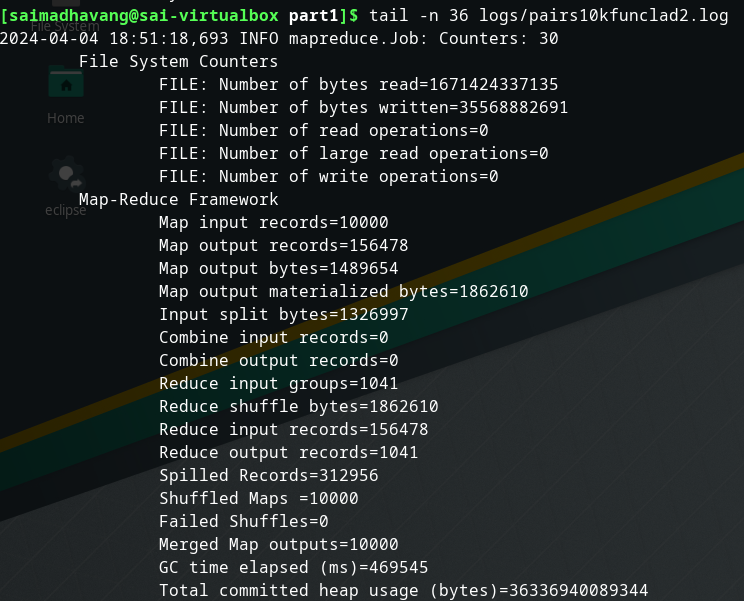 [saimadhavang@sai-virtualbox part1]$ tail -n 36 logs/pairs10kfunclad2.log
File System
2024-04-04 18:51:18,693 INFO mapreduce.Job: Counters: 30
File System Counters
FILE: Number of bytes read=1671424337135
FILE: Number of bytes written=35568882691
Home
FILE: Number of read operations=0
FILE: Number of large read operations=0
FILE: Number of write operations=0
Map-Reduce Framework
eclipse
Map input records=10000
Map output records=156478
Map output bytes=1489654
Map output materialized bytes=1862610
Input split bytes=1326997
Combine input records=0
Combine output records=0
Reduce input groups=1041
Reduce shuffle bytes=1862610
Reduce input records=156478
Reduce output records=1041
Spilled Records=312956
Shuffled Maps =10000
Failed Shuffles=0
Merged Map outputs=10000
GC time elapsed (ms)=469545
Total committed heap usage (bytes)=36336940089344